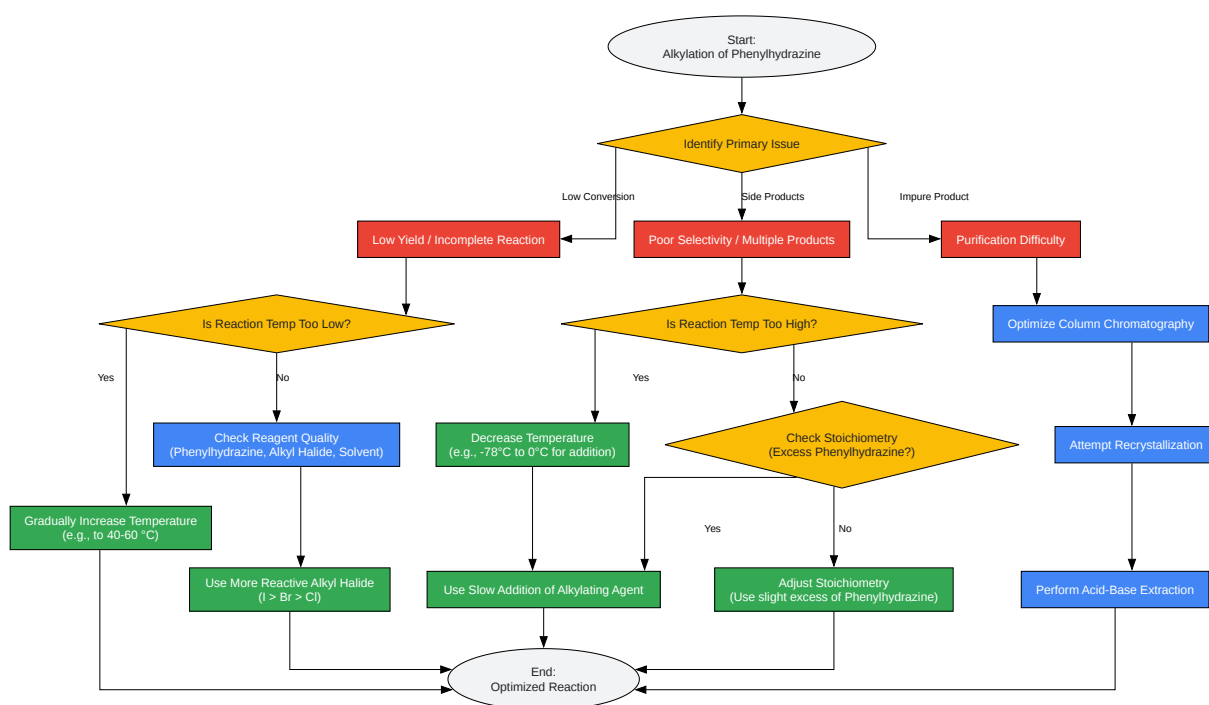 Start:
Alkylation of Phenylhydrazine
Identify Primary Issue
Low Conversion
Side Products
Impure Product
Low Yield / Incomplete Reaction
Poor Selectivity / Multiple Products
Purification Difficulty
Is Reaction Temp Too Low?
Is Reaction Temp Too High?
Optimize Column Chromatography
Yes
No
Yes
No
Check Reagent Quality
(Phenylhydrazine, Alkyl Halide, Solvent)
Decrease Temperature
(e.g., -78°C to 0°C for addition)
Check Stoichiometry
(Excess Phenylhydrazine?)
Attempt Recrystallization
Gradually Increase Temperature
(e.g., to 40-60 °C)
Yes
No
Use More Reactive Alkyl Halide
(I > Br > Cl)
Use Slow Addition of Alkylating Agent
Adjust Stoichiometry
(Use slight excess of Phenylhydrazine)
Perform Acid-Base Extraction
End:
Optimized Reaction